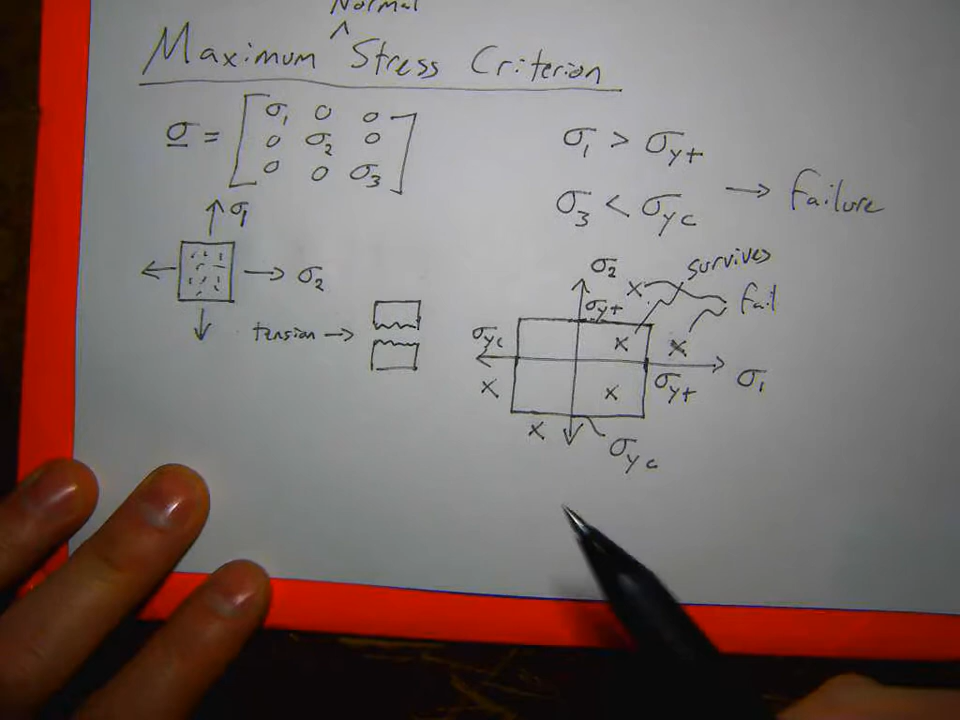 Normal
Maximum ^ Stress Criterion
σ = [σ₁ 0 0
0 σ₂ 0
0 0 σ₃]
σ₁ > σyt
σ₃ < σyc → Failure
σ₁
σ₂
tension →
σ₂
survives
x
fail
σyt
σyc
x x
σyt
σ₁
x
x
x
σyc